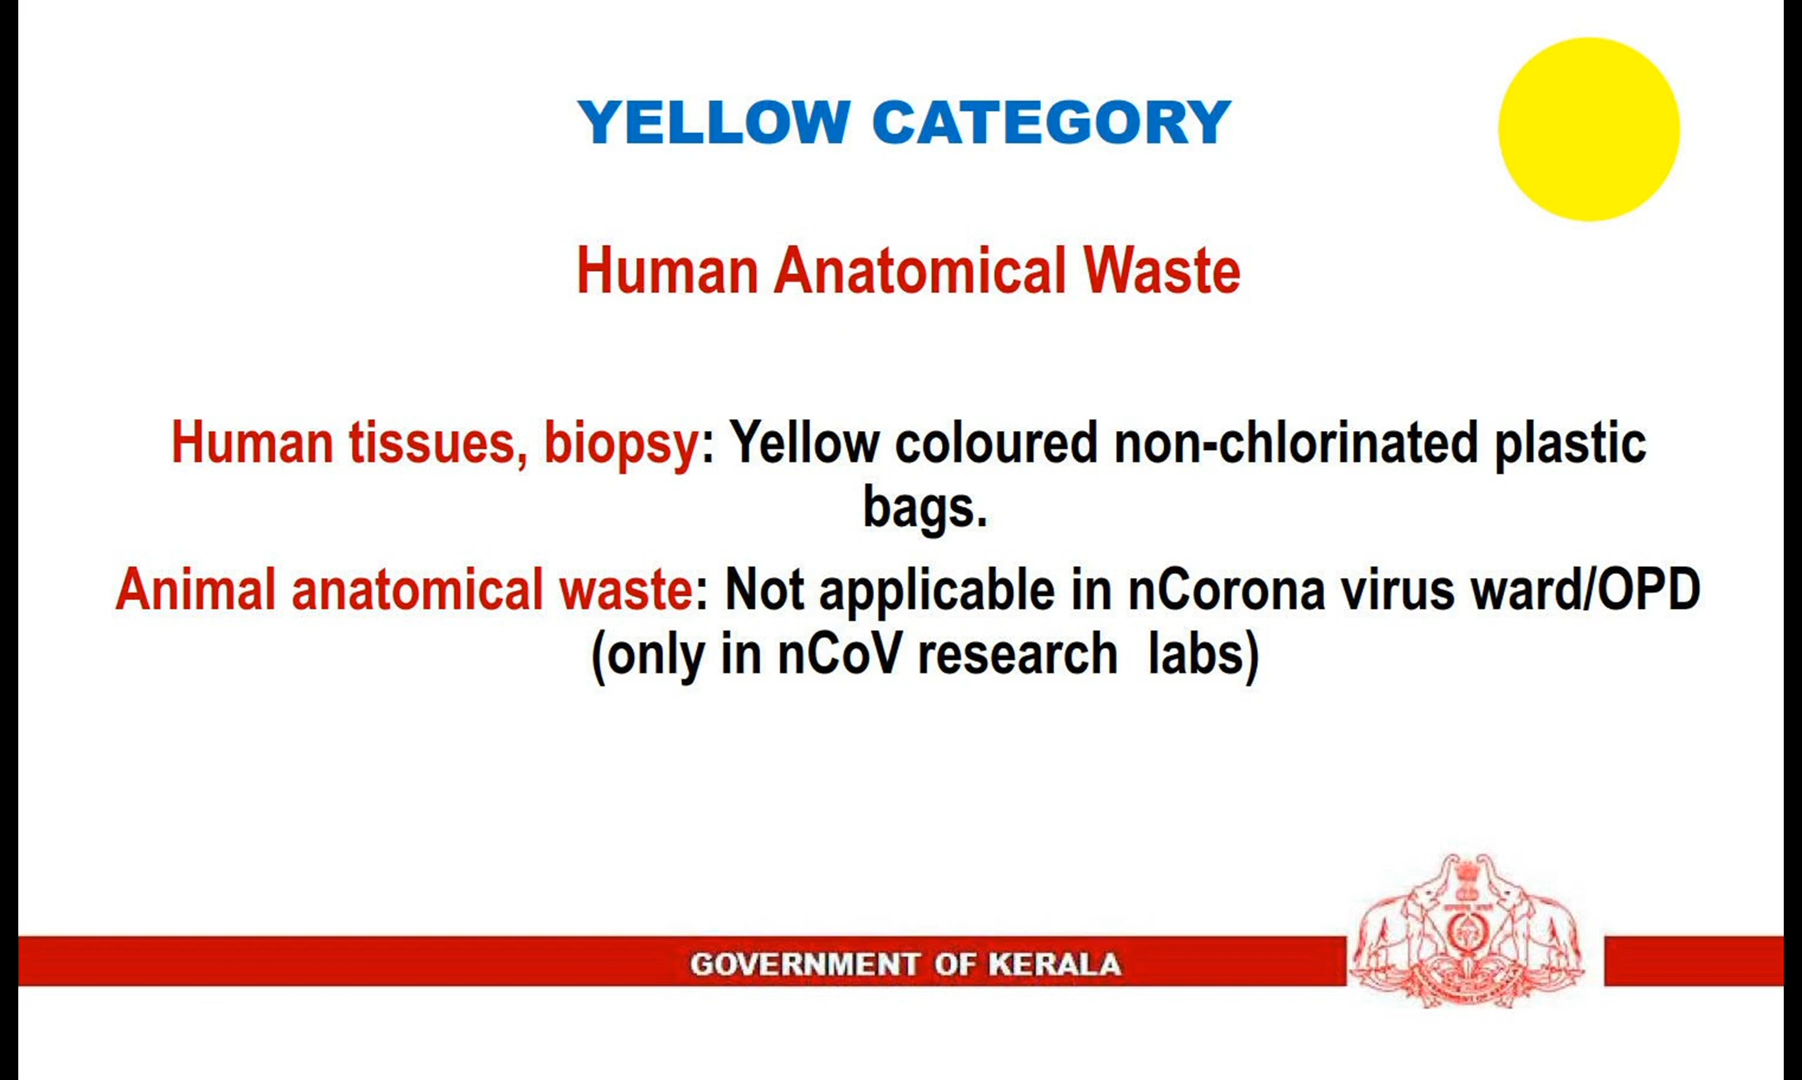 YELLOW CATEGORY
Human Anatomical Waste
Human tissues, biopsy: Yellow coloured non-chlorinated plastic
bags.
Animal anatomical waste: Not applicable in nCorona virus ward/OPD
(only in nCoV research labs)
GOVERNMENT OF KERALA